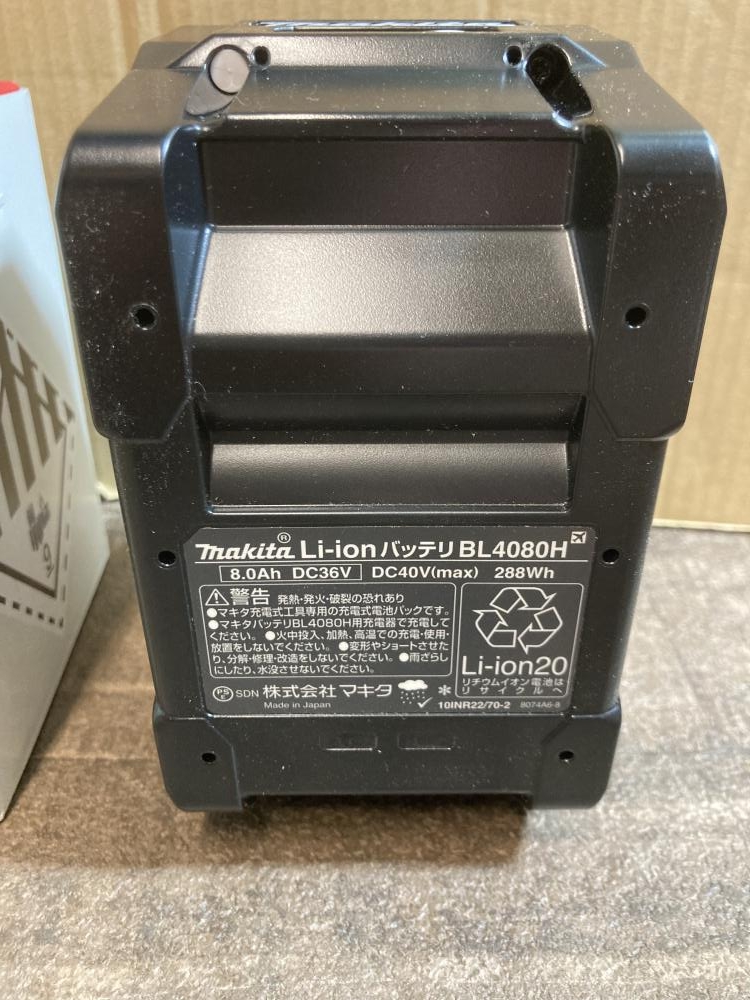 makita
makita® Li-ionバッテリ BL4080H
8.0Ah DC36V DC40V(max) 288Wh
警告 発熱・発火・破裂の恐れあり
●マキタ充電式工具専用の充電式電池パックです。
●マキタバッテリBL4080H用充電器で充電して
ください。●火中投入、加熱、高温での充電・使用・
放置をしないでください。●変形やショートさせた
り、分解・修理・改造をしないでください。●雨ざらし
にしたり、水没させないでください。
Li-ion20
リチウムイオン電池は
リサイクルへ
PS E SDN 株式会社 マキタ
Made in Japan
10INR22/70-2 8074A6-8
9